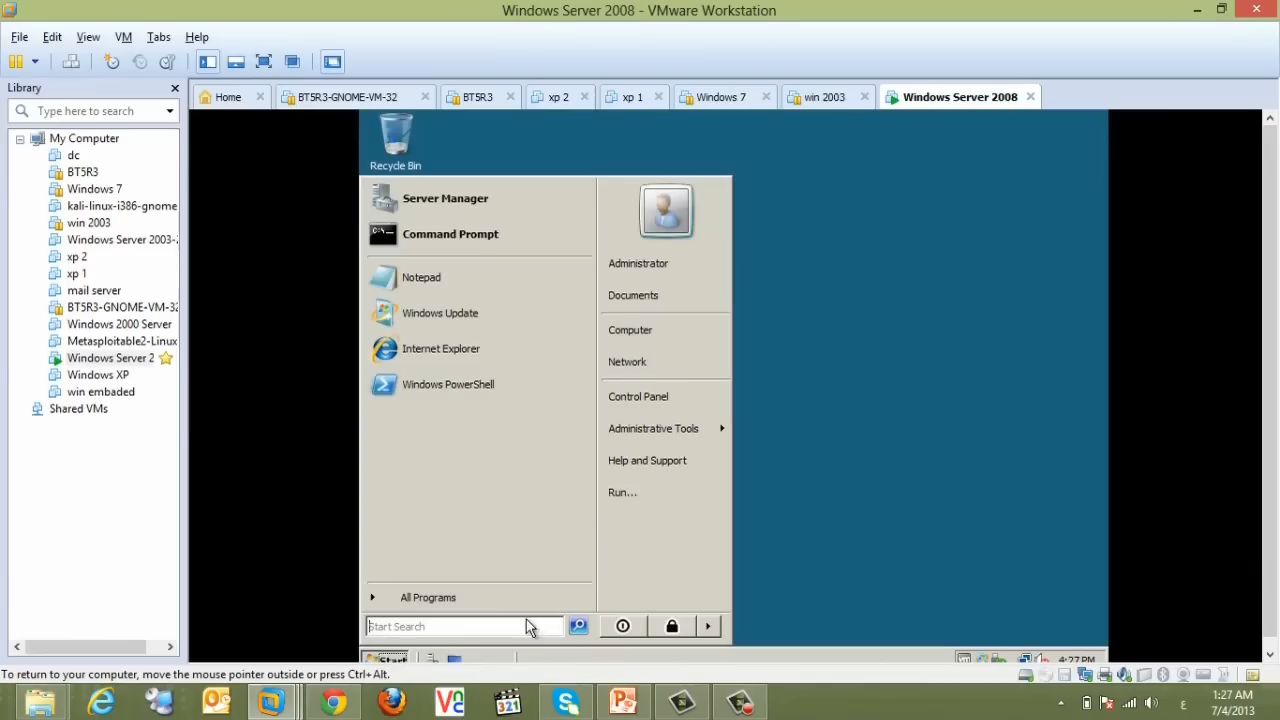 Windows Server 2008 - VMware Workstation
File Edit View VM Tabs Help
Library
Type here to search
Home
BT5R3-GNOME-VM-32
BT5R3
xp 2
xp 1
Windows 7
win 2003
Windows Server 2008
My Computer
dc
BT5R3
Windows 7
kali-linux-i386-gnome
win 2003
Windows Server 2003-
xp 2
xp 1
mail server
BT5R3-GNOME-VM-32
Windows 2000 Server
Metasploitable2-Linux
Windows Server 2
Windows XP
win embaded
Shared VMs
Recycle Bin
Server Manager
Command Prompt
Notepad
Windows Update
Internet Explorer
Windows PowerShell
All Programs
Start Search
Administrator
Documents
Computer
Network
Control Panel
Administrative Tools
Help and Support
Run...
Start
4:27 PM
To return to your computer, move the mouse pointer outside or press Ctrl+Alt.
ع
1:27 AM
7/4/2013